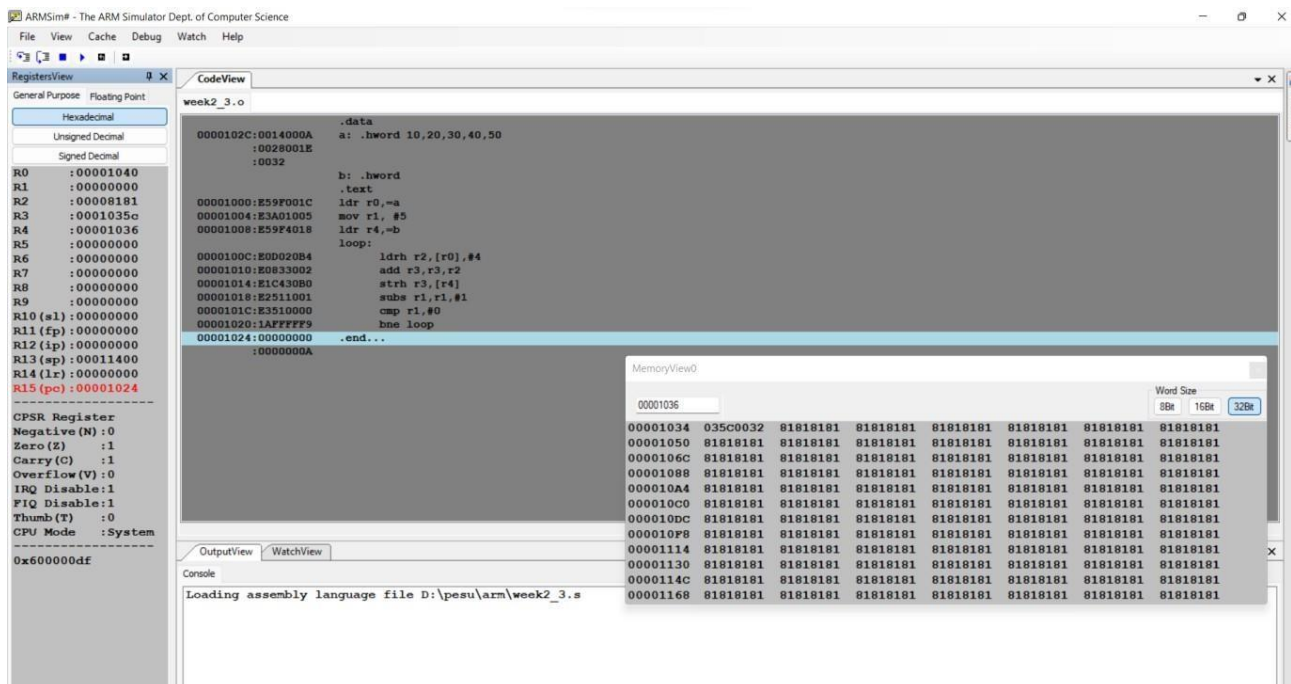 ARMSim# - The ARM Simulator Dept. of Computer Science
File View Cache Debug Watch Help
RegistersView
General Purpose Floating Point
Hexadecimal
Unsigned Decimal
Signed Decimal
R0 :00001040
R1 :00000000
R2 :00008181
R3 :0001035c
R4 :00001036
R5 :00000000
R6 :00000000
R7 :00000000
R8 :00000000
R9 :00000000
R10(sl):00000000
R11(fp):00000000
R12(ip):00000000
R13(sp):00011400
R14(lr):00000000
R15(pc):00001024
--------------------
CPSR Register
Negative(N):0
Zero(Z) :1
Carry(C) :1
Overflow(V):0
IRQ Disable:1
FIQ Disable:1
Thumb(T) :0
CPU Mode :System
--------------------
0x600000df
CodeView
week2_3.o
.data
0000102C:0014000A a: .hword 10,20,30,40,50
:0028001E
:0032
b: .hword
.text
00001000:E59F001C ldr r0,=a
00001004:E3A01005 mov r1, #5
00001008:E59F4018 ldr r4,=b
loop:
0000100C:E0D020B4 ldrh r2,[r0],#4
00001010:E0833002 add r3,r3,r2
00001014:E1C430B0 strh r3,[r4]
00001018:E2511001 subs r1,r1,#1
0000101C:E3510000 cmp r1,#0
00001020:1AFFFFF9 bne loop
00001024:00000000 .end...
:0000000A
MemoryView0
Word Size
00001036 8Bit 16Bit 32Bit
00001034 035C0032 81818181 81818181 81818181 81818181 81818181 81818181
00001050 81818181 81818181 81818181 81818181 81818181 81818181 81818181
0000106C 81818181 81818181 81818181 81818181 81818181 81818181 81818181
00001088 81818181 81818181 81818181 81818181 81818181 81818181 81818181
000010A4 81818181 81818181 81818181 81818181 81818181 81818181 81818181
000010C0 81818181 81818181 81818181 81818181 81818181 81818181 81818181
000010DC 81818181 81818181 81818181 81818181 81818181 81818181 81818181
000010F8 81818181 81818181 81818181 81818181 81818181 81818181 81818181
00001114 81818181 81818181 81818181 81818181 81818181 81818181 81818181
00001130 81818181 81818181 81818181 81818181 81818181 81818181 81818181
0000114C 81818181 81818181 81818181 81818181 81818181 81818181 81818181
00001168 81818181 81818181 81818181 81818181 81818181 81818181 81818181
OutputView WatchView
Console
Loading assembly language file D:\pesu\arm\week2_3.s